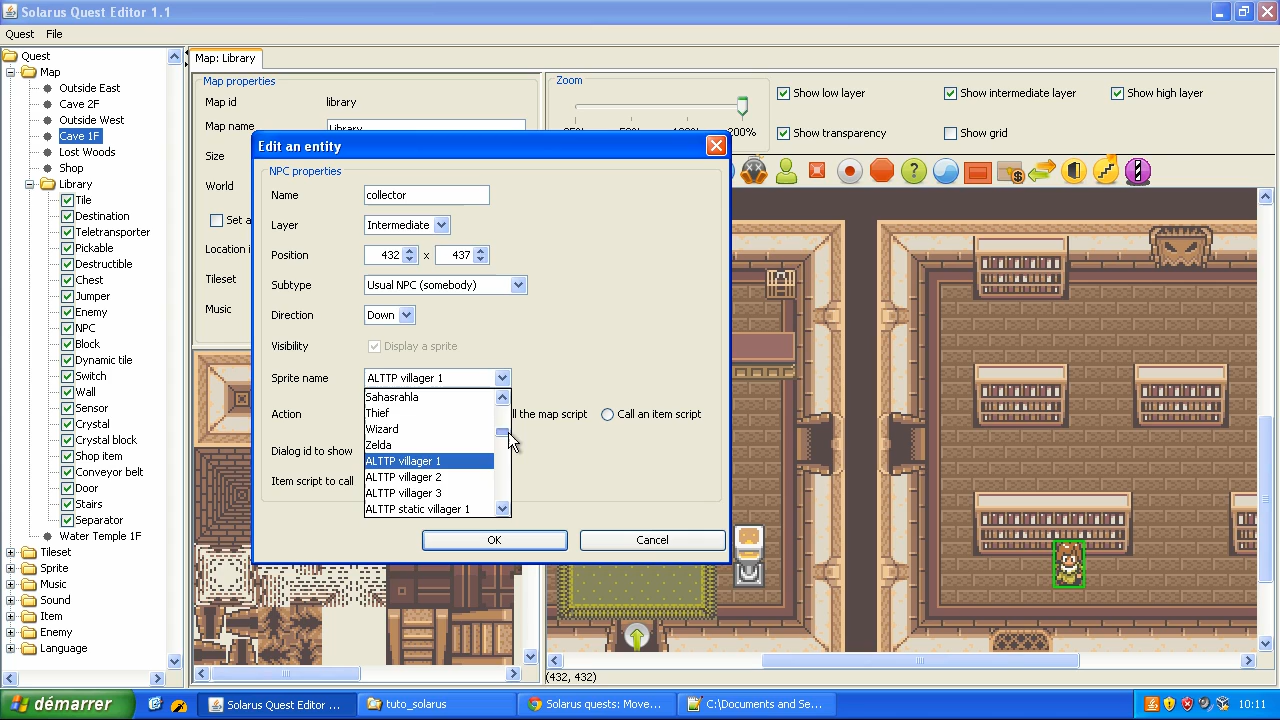 Solarus Quest Editor 1.1
Quest File
Quest
Map
Outside East
Cave 2F
Outside West
Cave 1F
Lost Woods
Shop
Library
Tile
Destination
Teletransporter
Pickable
Destructible
Chest
Jumper
Enemy
NPC
Block
Dynamic tile
Switch
Wall
Sensor
Crystal
Crystal block
Shop item
Conveyor belt
Door
Stairs
Separator
Water Temple 1F
Tileset
Sprite
Music
Sound
Item
Enemy
Language
Map: Library
Map properties
Map id library
Map name Library
Size
World
Set a
Location i
Tileset
Music
Zoom
200%
Show low layer
Show intermediate layer
Show high layer
Show transparency
Show grid
Edit an entity
NPC properties
Name collector
Layer Intermediate
Position 432 x 437
Subtype Usual NPC (somebody)
Direction Down
Visibility Display a sprite
Sprite name ALTTP villager 1
Sahasrahla
Thief
Wizard
Zelda
ALTTP villager 1
ALTTP villager 2
ALTTP villager 3
ALTTP static villager 1
Action ll the map script Call an item script
Dialog id to show
Item script to call
OK Cancel
(432, 432)
démarrer
Solarus Quest Editor ...
tuto_solarus
Solarus quests: Move...
C:\Documents and Se...
10:11